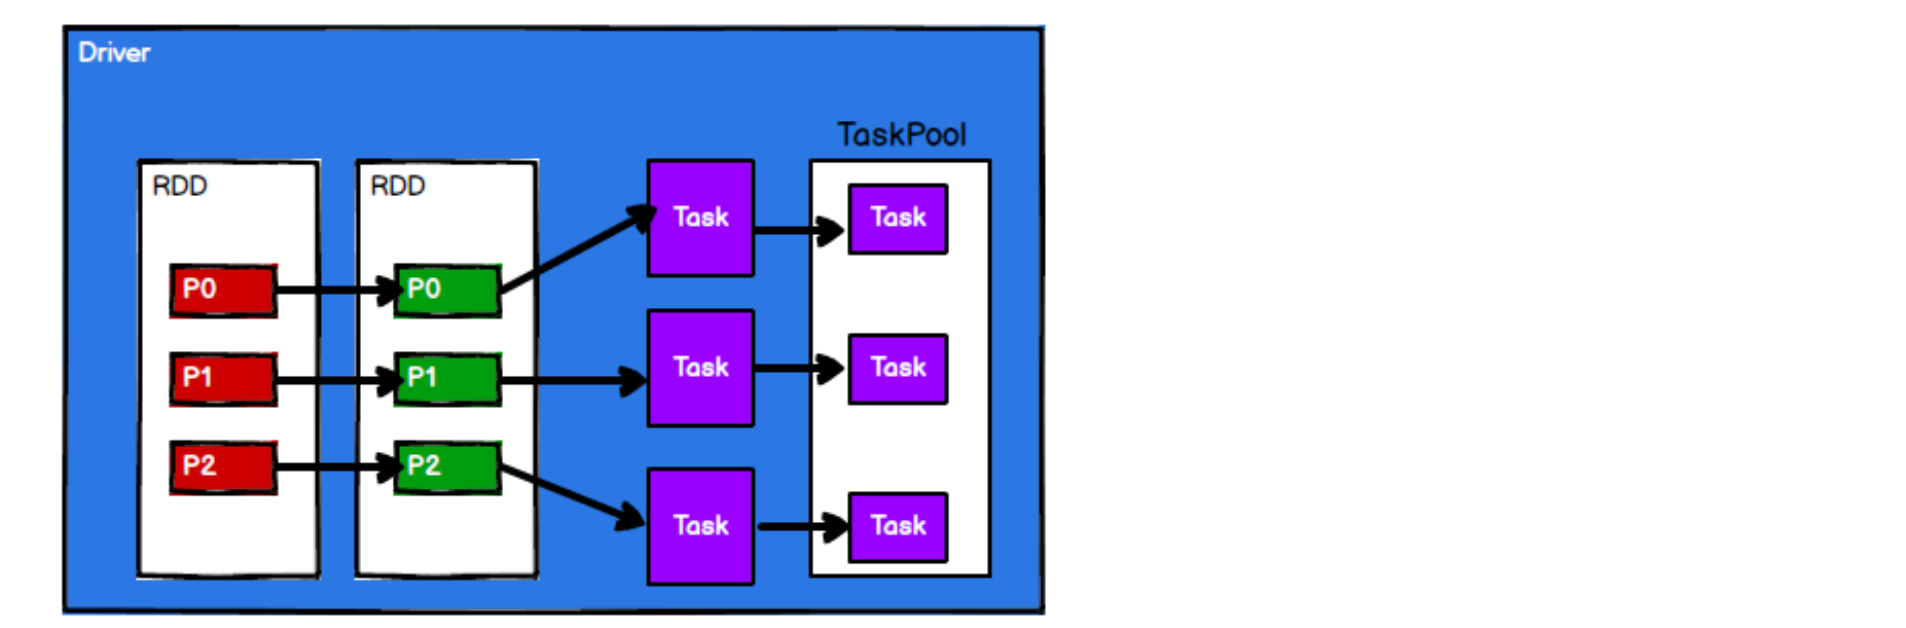 Driver
TaskPool
RDD
RDD
Task
Task
P0
P0
P1
P1
Task
Task
P2
P2
Task
Task